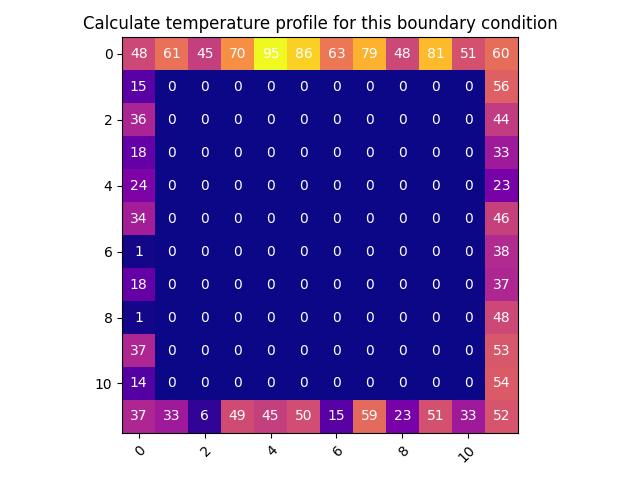 Calculate temperature profile for this boundary condition
0 48 61 45 70 95 86 63 79 48 81 51 60
15 0 0 0 0 0 0 0 0 0 0 56
2 36 0 0 0 0 0 0 0 0 0 0 44
18 0 0 0 0 0 0 0 0 0 0 33
4 24 0 0 0 0 0 0 0 0 0 0 23
34 0 0 0 0 0 0 0 0 0 0 46
6 1 0 0 0 0 0 0 0 0 0 0 38
18 0 0 0 0 0 0 0 0 0 0 37
8 1 0 0 0 0 0 0 0 0 0 0 48
37 0 0 0 0 0 0 0 0 0 0 53
10 14 0 0 0 0 0 0 0 0 0 0 54
37 33 6 49 45 50 15 59 23 51 33 52
0 2 4 6 8 10